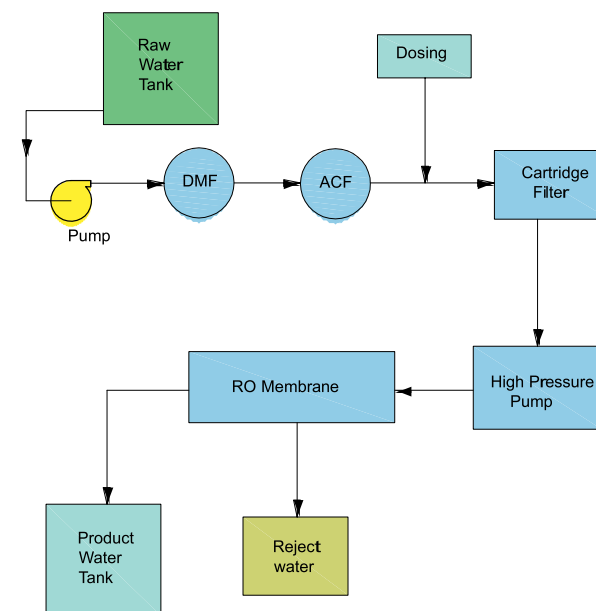 Raw
Water
Tank
Dosing
DMF
ACF
Cartridge
Filter
Pump
RO Membrane
High Pressure
Pump
Product
Water
Tank
Reject
water